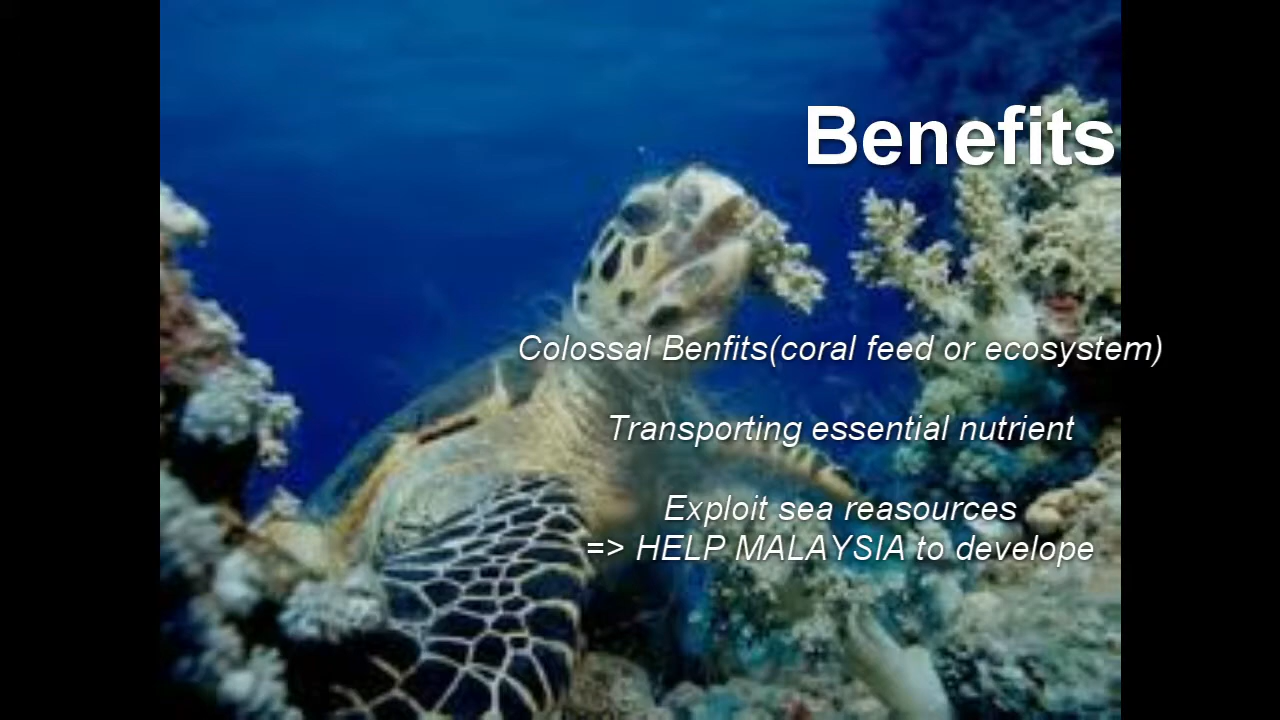 Benefits
Colossal Benfits(coral feed or ecosystem)
Transporting essential nutrient
Exploit sea reasources
=> HELP MALAYSIA to develope